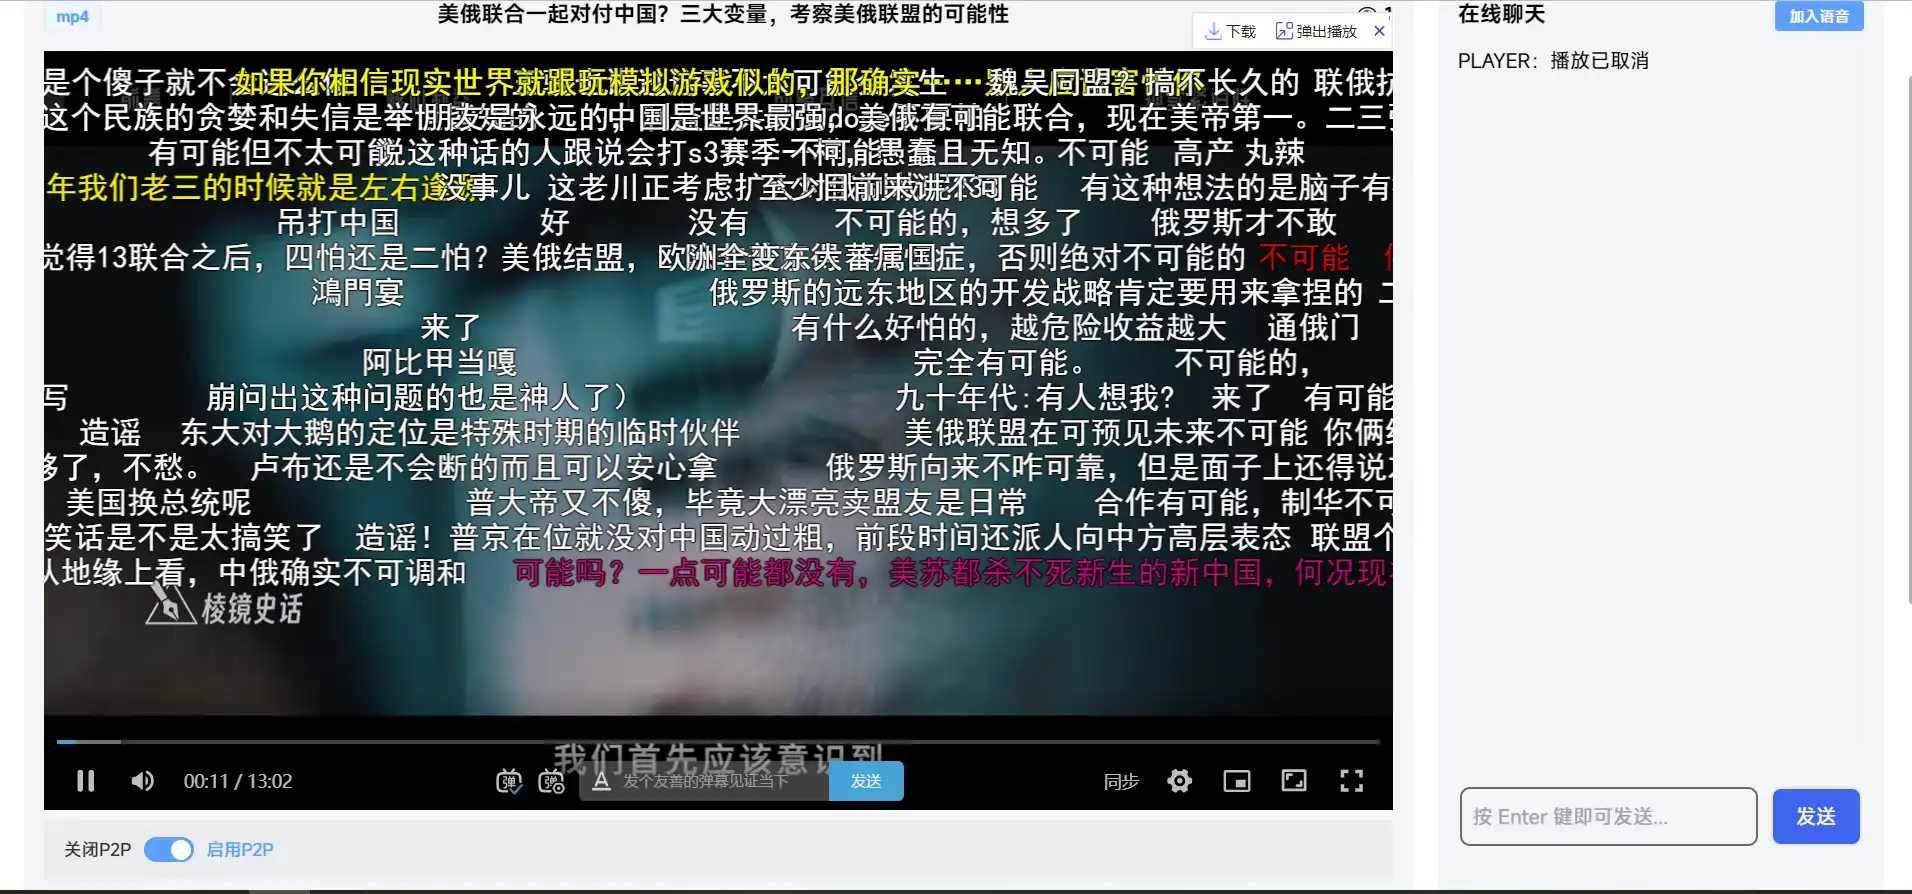 mp4
美俄联合一起对付中国？三大变量，考察美俄联盟的可能性
下载 弹出播放 ×
在线聊天
加入语音
PLAYER： 播放已取消
是个傻子就不
如果你相信现实世界就跟玩模拟游戏似的，那确实
魏吴同盟？搞不长久的 联俄抗
这个民族的贪婪和失信是举世
中国是世界最强，
美俄有可能联合，现在美帝第一。二三
有可能但不太可能
说这种话的人跟说会打s3赛季一样，愚蠢且无知。
不可能 高产 丸辣
年我们老三的时候就是左右逢源
没事儿 这老川正考虑扩
至少目前来说不可能 有这种想法的是脑子有
吊打中国 好 没有 不可能的，想多了 俄罗斯才不敢
觉得13联合之后，四怕还是二怕？ 美俄结盟，欧洲全变东大蕃属国
，否则绝对不可能的 不可能
鴻門宴 俄罗斯的远东地区的开发战略肯定要用来拿捏的
来了 有什么好怕的，越危险收益越大 通俄门
阿比甲当嘎 完全有可能。 不可能的，
写 崩问出这种问题的也是神人了） 九十年代:有人想我? 来了 有可能
造谣 东大对大鹅的定位是特殊时期的临时伙伴 美俄联盟在可预见未来不可能 你俩
够了，不愁。 卢布还是不会断的而且可以安心拿 俄罗斯向来不咋可靠，但是面子上还得说
美国换总统呢 普大帝又不傻，毕竟大漂亮卖盟友是日常 合作有可能，制华不可
笑话是不是太搞笑了 造谣！普京在位就没对中国动过粗，前段时间还派人向中方高层表态 联盟个
从地缘上看，中俄确实不可调和 可能吗？一点可能都没有，美苏都杀不死新生的新中国，何况现
棱镜史话
我们首先应该意识到
00:11 / 13:02
发个友善的弹幕见证当下 发送
同步
关闭P2P 启用P2P
按 Enter 键即可发送...
发送